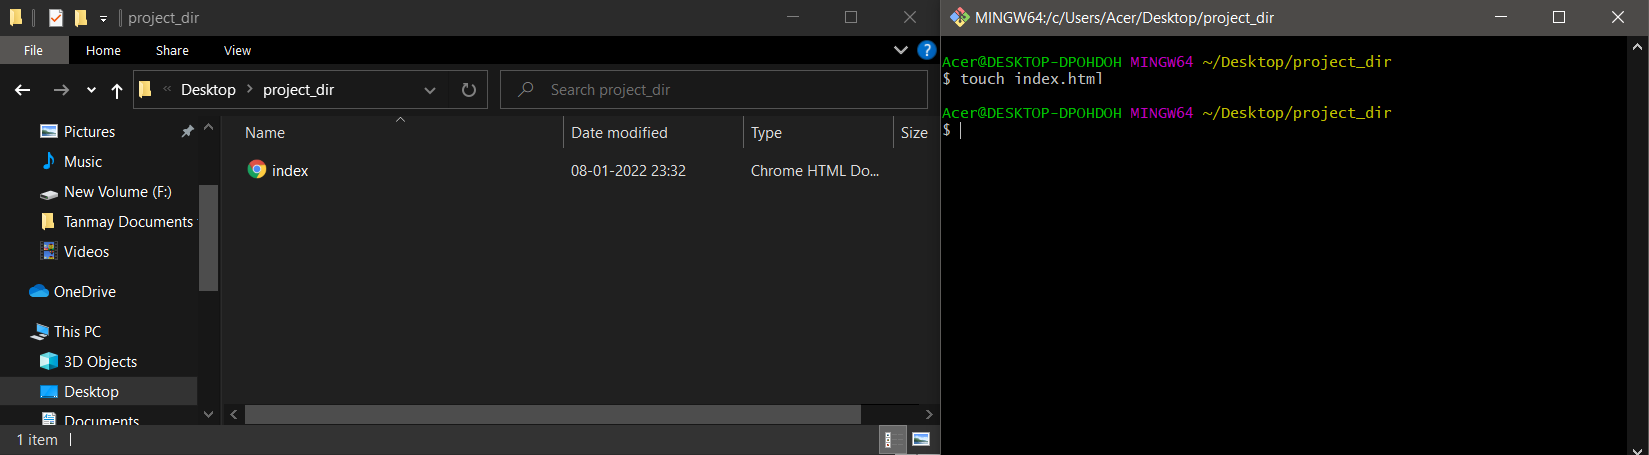 project_dir
File Home Share View
Desktop project_dir
Search project_dir
Pictures
Music
New Volume (F:)
Tanmay Documents
Videos
OneDrive
This PC
3D Objects
Desktop
Documents
Name Date modified Type Size
index 08-01-2022 23:32 Chrome HTML Do...
1 item
MINGW64:/c/Users/Acer/Desktop/project_dir
Acer@DESKTOP-DPOHDOH MINGW64 ~/Desktop/project_dir
$ touch index.html
Acer@DESKTOP-DPOHDOH MINGW64 ~/Desktop/project_dir
$